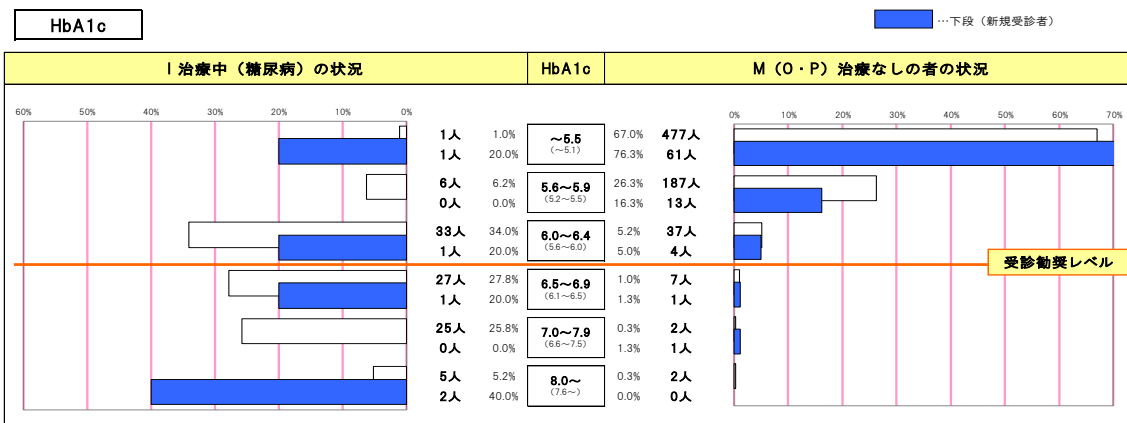 HbA1c
…下段（新規受診者）
I 治療中（糖尿病）の状況 HbA1c M（O・P）治療なしの者の状況
60% 50% 40% 30% 20% 10% 0% 0% 10% 20% 30% 40% 50% 60% 70%
1人 1.0% ～5.5 67.0% 477人
1人 20.0% （～5.1） 76.3% 61人
6人 6.2% 5.6～5.9 26.3% 187人
0人 0.0% （5.2～5.5） 16.3% 13人
33人 34.0% 6.0～6.4 5.2% 37人
1人 20.0% （5.6～6.0） 5.0% 4人
受診勧奨レベル
27人 27.8% 6.5～6.9 1.0% 7人
1人 20.0% （6.1～6.5） 1.3% 1人
25人 25.8% 7.0～7.9 0.3% 2人
0人 0.0% （6.6～7.5） 1.3% 1人
5人 5.2% 8.0～ 0.3% 2人
2人 40.0% （7.6～） 0.0% 0人